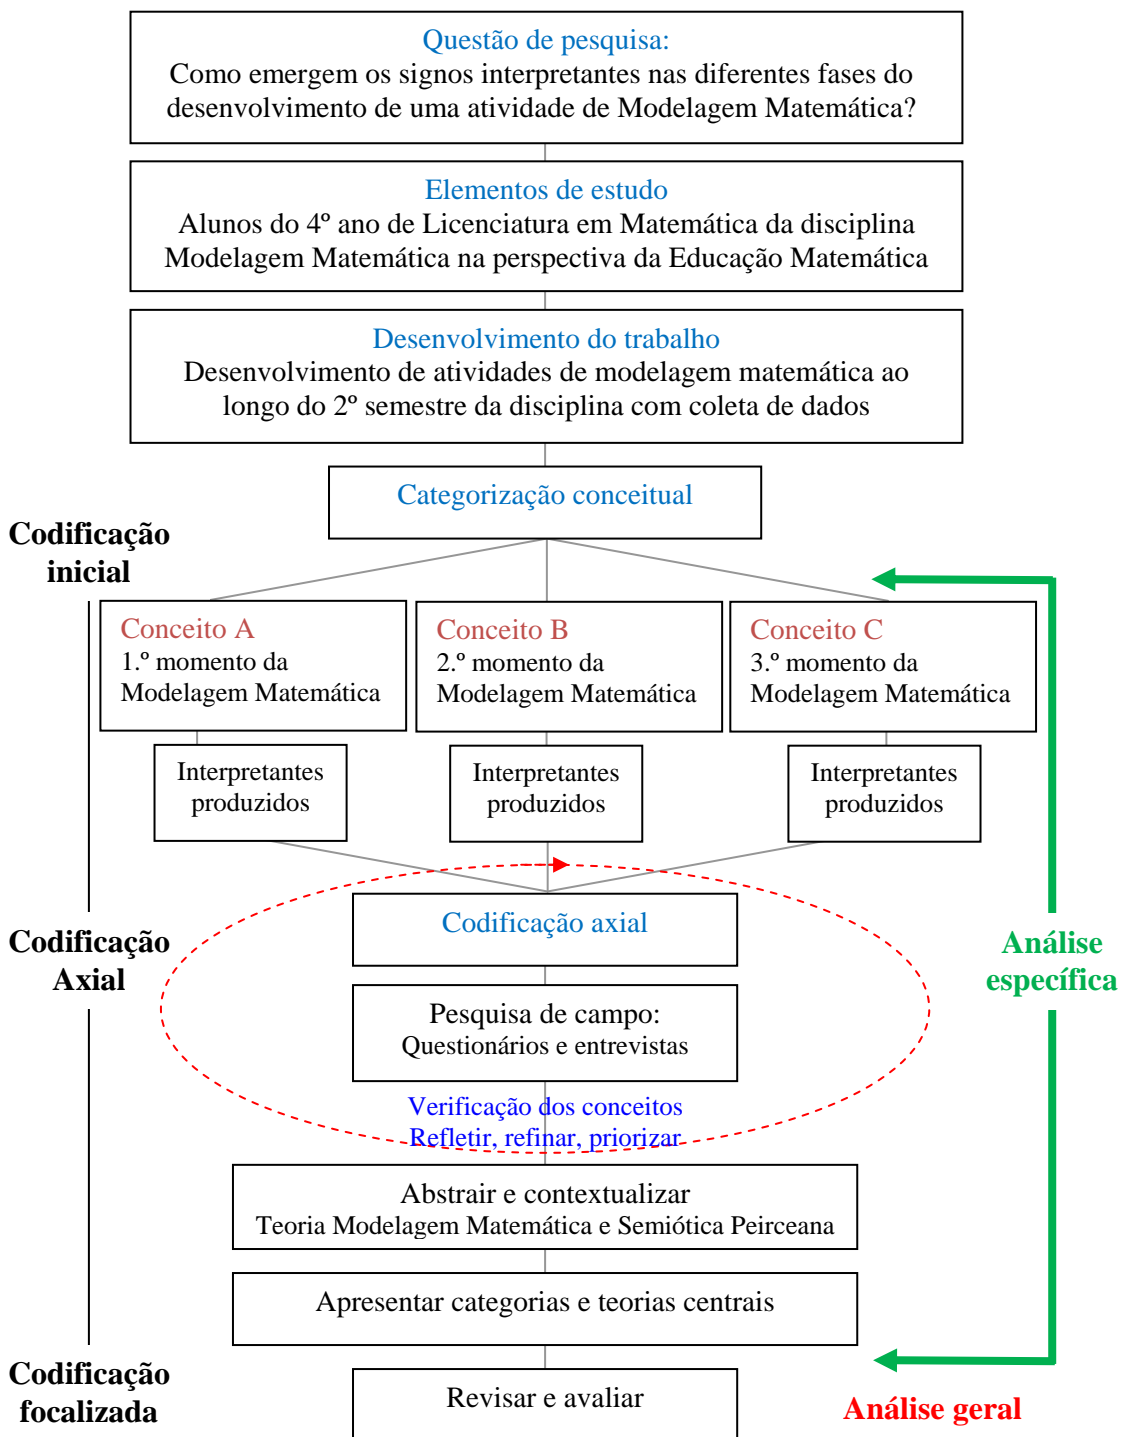 Questão de pesquisa:
Como emergem os signos interpretantes nas diferentes fases do
desenvolvimento de uma atividade de Modelagem Matemática?
Elementos de estudo
Alunos do 4º ano de Licenciatura em Matemática da disciplina
Modelagem Matemática na perspectiva da Educação Matemática
Desenvolvimento do trabalho
Desenvolvimento de atividades de modelagem matemática ao
longo do 2º semestre da disciplina com coleta de dados
Categorização conceitual
Codificação
inicial
Conceito A
1.º momento da
Modelagem Matemática
Conceito B
2.º momento da
Modelagem Matemática
Conceito C
3.º momento da
Modelagem Matemática
Interpretantes
produzidos
Interpretantes
produzidos
Interpretantes
produzidos
Codificação axial
Codificação
Axial
Análise
específica
Pesquisa de campo:
Questionários e entrevistas
Verificação dos conceitos
Refletir, refinar, priorizar
Abstrair e contextualizar
Teoria Modelagem Matemática e Semiótica Peirceana
Apresentar categorias e teorias centrais
Codificação
focalizada
Revisar e avaliar
Análise geral